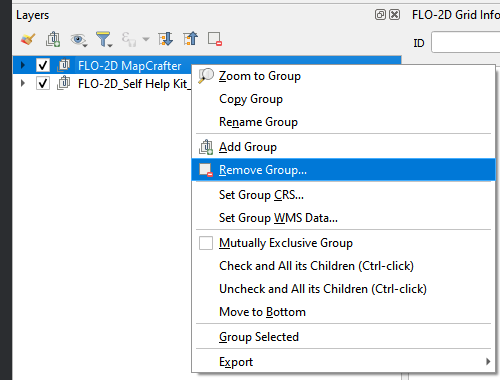 Layers
FLO-2D Grid Info
ID
FLO-2D MapCrafter
FLO-2D_Self Help Kit_
Zoom to Group
Copy Group
Rename Group
Add Group
Remove Group...
Set Group CRS...
Set Group WMS Data...
Mutually Exclusive Group
Check and All its Children (Ctrl-click)
Uncheck and All its Children (Ctrl-click)
Move to Bottom
Group Selected
Export